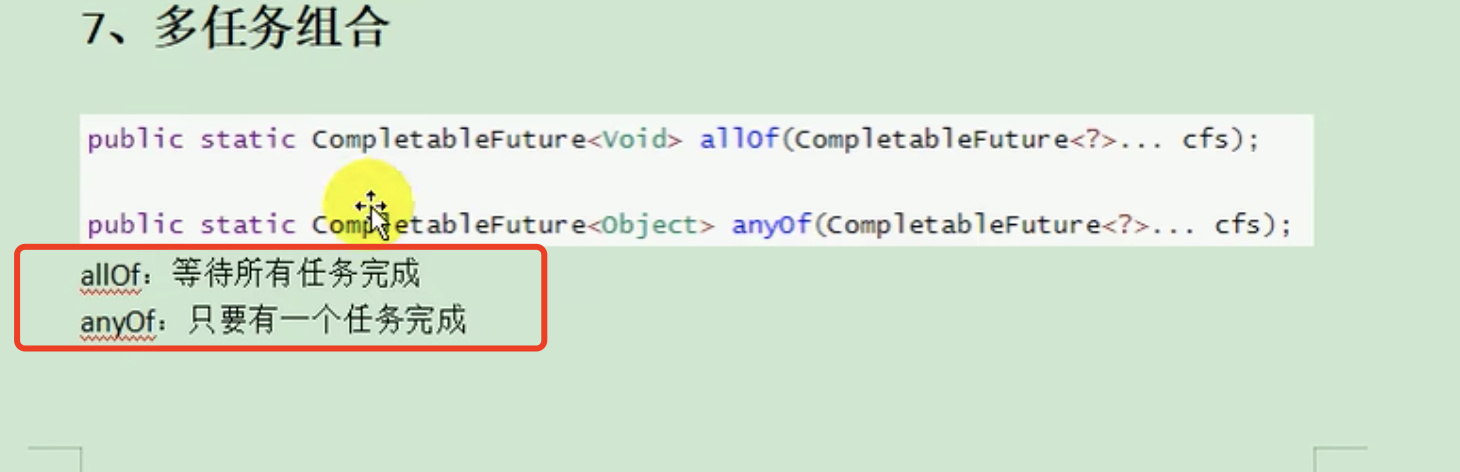 7、多任务组合
public static CompletableFuture<Void> allOf(CompletableFuture<?>... cfs);
public static CompletableFuture<Object> anyOf(CompletableFuture<?>... cfs);
allOf：等待所有任务完成
anyOf：只要有一个任务完成